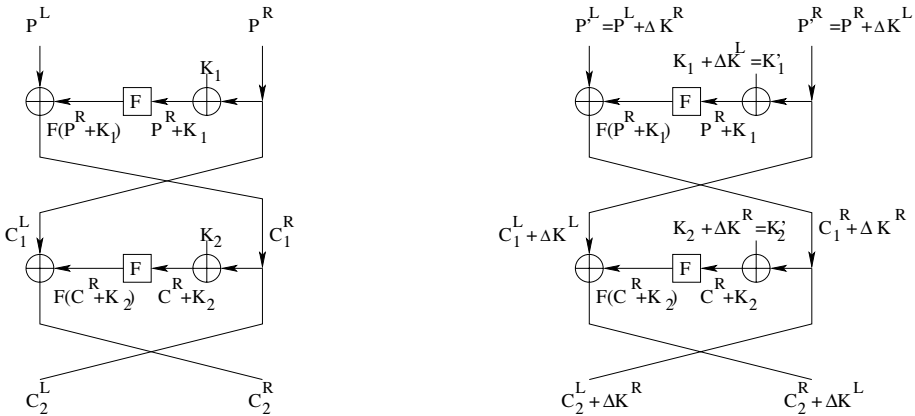 P^L P^R P'^L =P^L +ΔK^R P'^R =P^R +ΔK^L
K_1 K_1 + ΔK^L =K'_1
F F
F(P^R +K_1) P^R +K_1 F(P^R +K_1) P^R +K_1
C_1^L C_1^R K_2 C_1^L + ΔK^L K_2 + ΔK^R =K'_2 C_1^R + Δ K^R
F F
F(C^R +K_2) C^R +K_2 F(C^R +K_2) C^R +K_2
C_2^L C_2^R C_2^L + ΔK^R C_2^R + ΔK^L